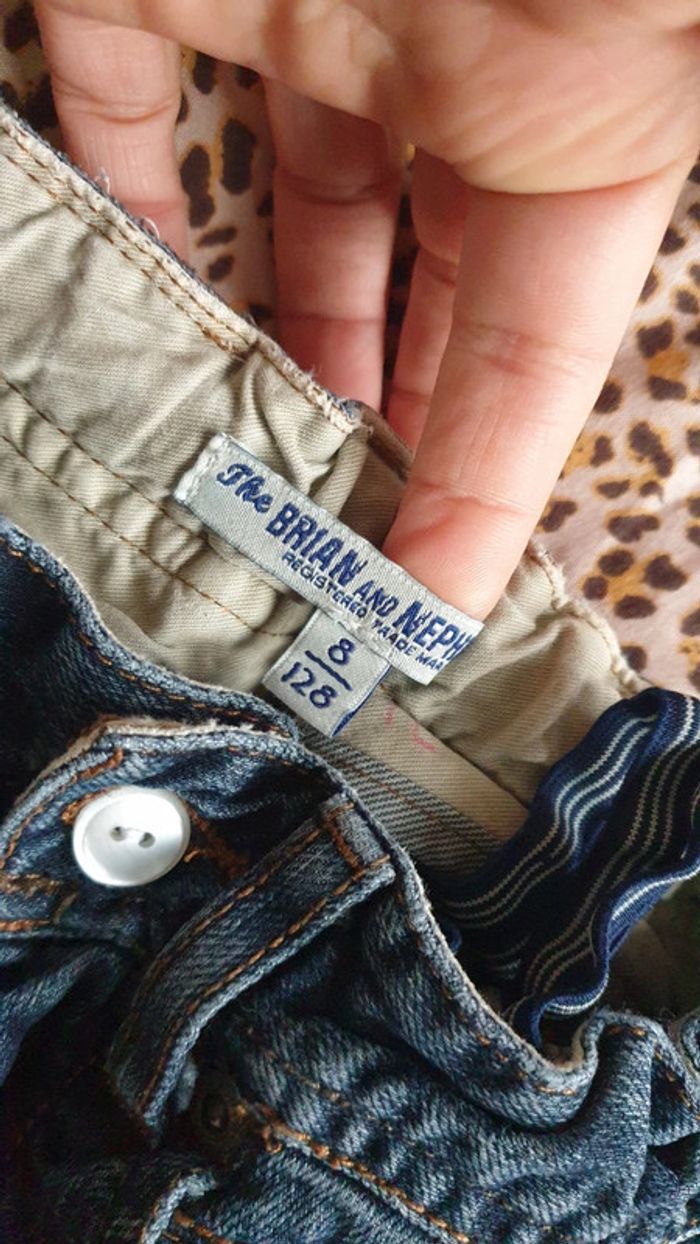 The BRIAN AND NEPH
REGISTERED TRADE MA
8
128